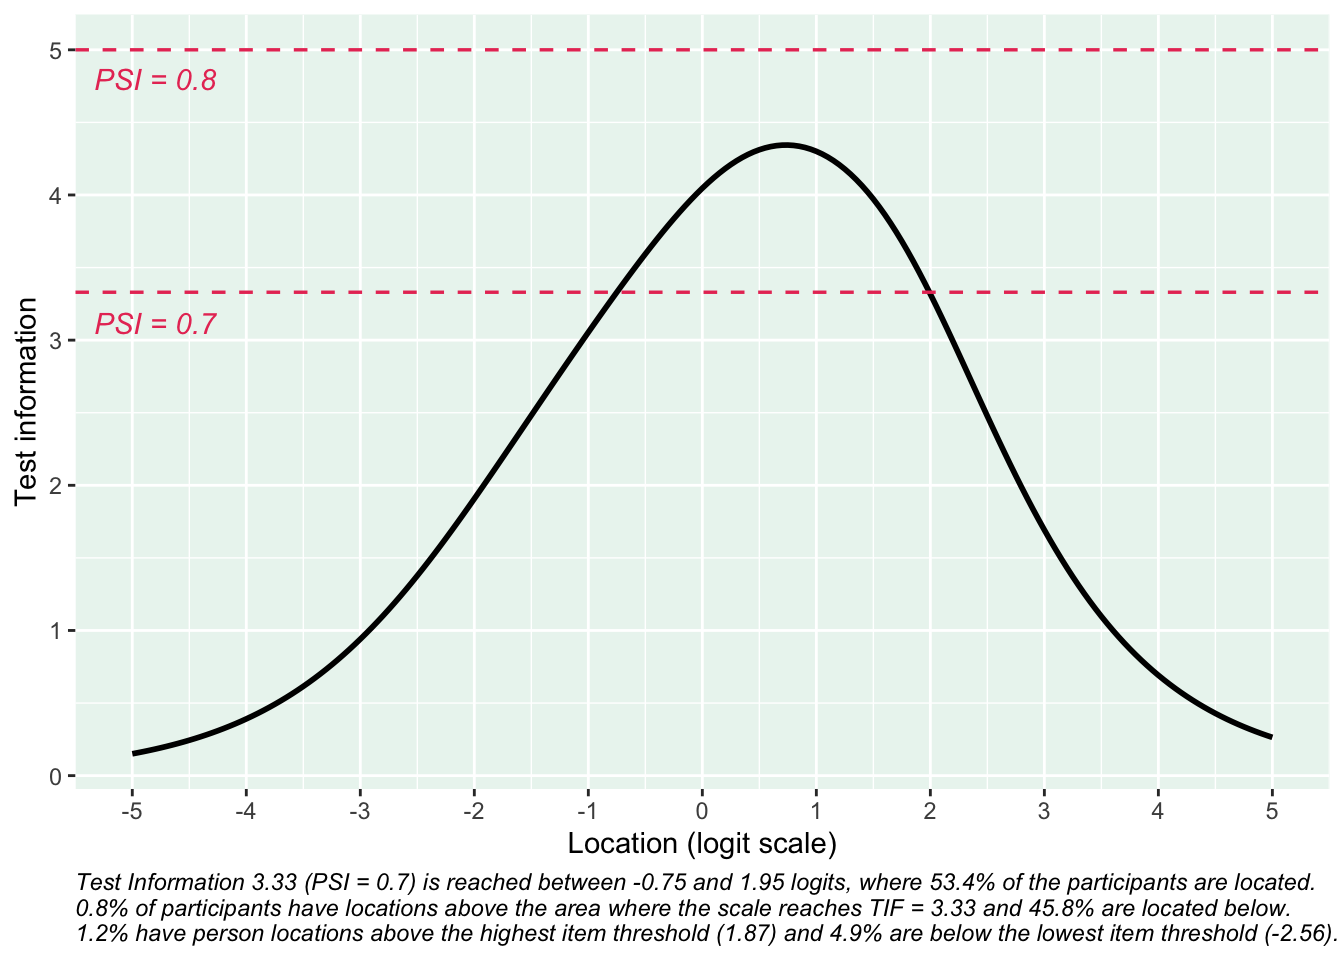 5
PSI = 0.8
4
PSI = 0.7
3
Test information
2
1
0
-5 -4 -3 -2 -1 0 1 2 3 4 5
Location (logit scale)
Test Information 3.33 (PSI = 0.7) is reached between -0.75 and 1.95 logits, where 53.4% of the participants are located.
0.8% of participants have locations above the area where the scale reaches TIF = 3.33 and 45.8% are located below.
1.2% have person locations above the highest item threshold (1.87) and 4.9% are below the lowest item threshold (-2.56).